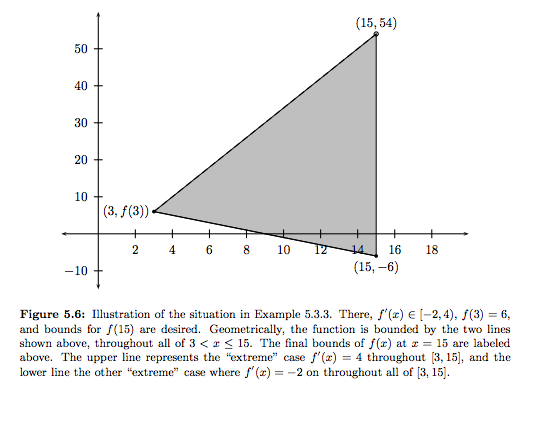 (15, 54)
50
40
30
20
10
(3, f(3))
2 4 6 8 10 12 14 16 18
−10
(15, −6)
Figure 5.6: Illustration of the situation in Example 5.3.3. There, f′(x) ∈ [−2, 4), f(3) = 6,
and bounds for f(15) are desired. Geometrically, the function is bounded by the two lines
shown above, throughout all of 3 < x ≤ 15. The final bounds of f(x) at x = 15 are labeled
above. The upper line represents the “extreme” case f′(x) = 4 throughout [3, 15], and the
lower line the other “extreme” case where f′(x) = −2 on throughout all of [3, 15].